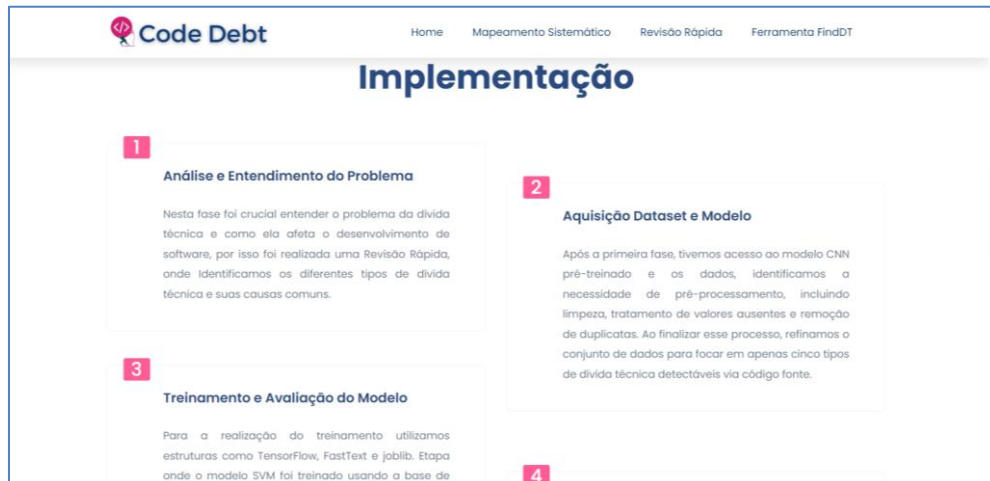 Code Debt
Home Mapeamento Sistemático Revisão Rápida Ferramenta FindDT
Implementação
1
Análise e Entendimento do Problema
Nesta fase foi crucial entender o problema da dívida
técnica e como ela afeta o desenvolvimento de
software, por isso foi realizada uma Revisão Rápida,
onde Identificamos os diferentes tipos de dívida
técnica e suas causas comuns.
2
Aquisição Dataset e Modelo
Após a primeira fase, tivemos acesso ao modelo CNN
pré-treinado e os dados, identificamos a
necessidade de pré-processamento, incluindo
limpeza, tratamento de valores ausentes e remoção
de duplicatas. Ao finalizar esse processo, refinamos o
conjunto de dados para focar em apenas cinco tipos
de dívida técnica detectáveis via código fonte.
3
Treinamento e Avaliação do Modelo
Para a realização do treinamento utilizamos
estruturas como TensorFlow, FastText e joblib. Etapa
onde o modelo SVM foi treinado usando a base de
4